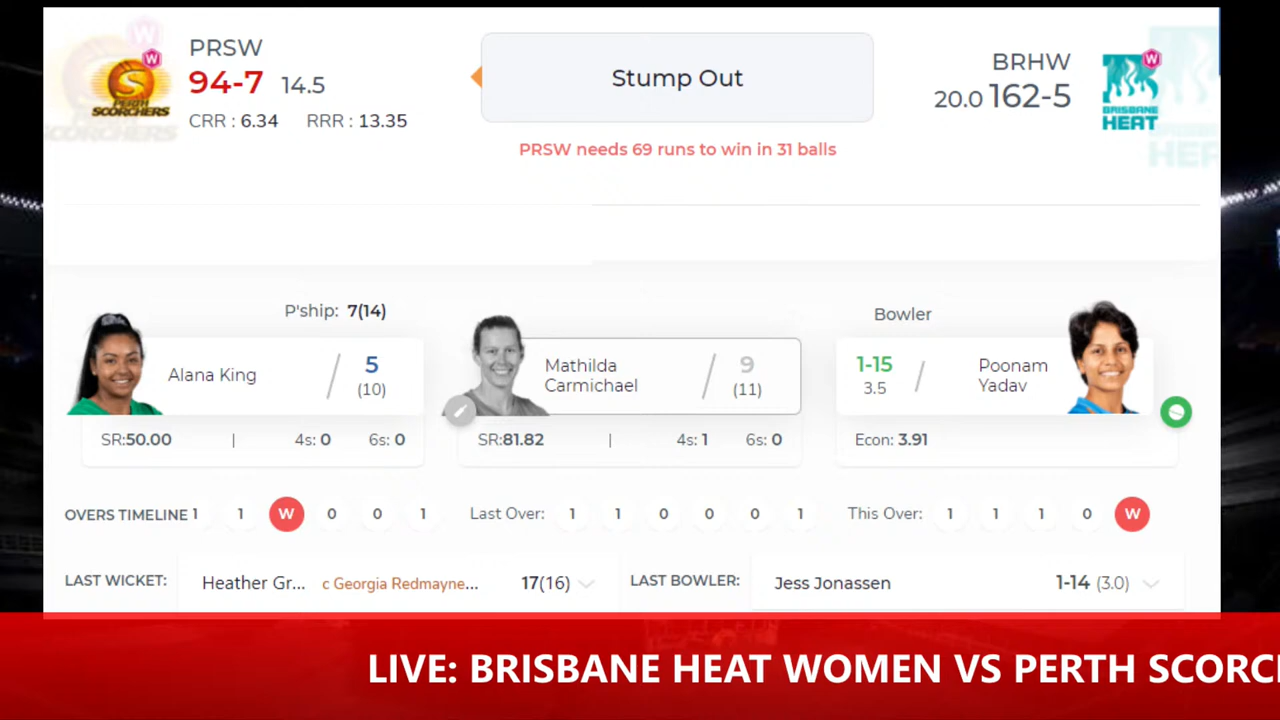 PRSW
94-7 14.5
CRR : 6.34 RRR : 13.35
PERTH
SCORCHERS
W
Stump Out
PRSW needs 69 runs to win in 31 balls
BRHW
20.0 162-5
W
BRISBANE
HEAT
P'ship: 7(14)
Alana King / 5
(10)
SR:50.00 | 4s: 0 6s: 0
Mathilda
Carmichael / 9
(11)
SR:81.82 | 4s: 1 6s: 0
Bowler
1-15
3.5 / Poonam
Yadav
Econ: 3.91
OVERS TIMELINE 1 1 W 0 0 1 Last Over: 1 1 0 0 0 1 This Over: 1 1 1 0 W
LAST WICKET: Heather Gr... c Georgia Redmayne... 17(16) LAST BOWLER: Jess Jonassen 1-14 (3.0)
LIVE: BRISBANE HEAT WOMEN VS PERTH SCORCH